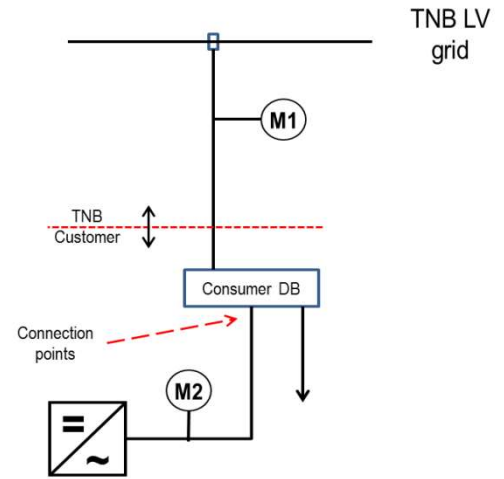 TNB LV
grid
M1
TNB
Customer
Consumer DB
Connection
points
M2